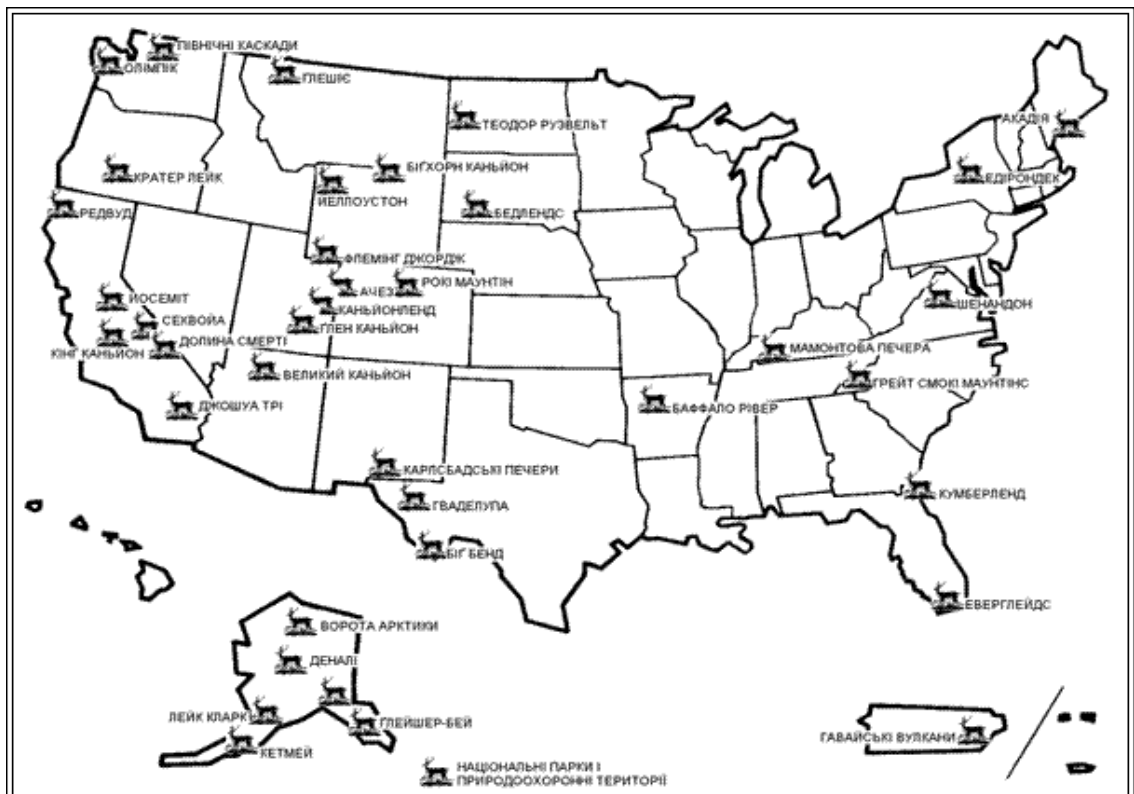 ПІВНІЧНІ КАСКАДИ
ОЛІМПІК
ГЛЕШІЄ
ТЕОДОР РУЗВЕЛЬТ
АКАДІЯ
КРАТЕР ЛЕЙК
БІГХОРН КАНЬЙОН
ЙЕЛЛОУСТОН
ЕДІРОНДЕК
РЕДВУД
БЕДЛЕНДС
ФЛЕМІНГ ДЖОРДЖ
АЧЕЗ
РОКІ МАУНТІН
ЙОСЕМІТ
КАНЬЙОНЛЕНД
ШЕНАНДОН
СЕКВОЙА
ГЛЕН КАНЬЙОН
ДОЛИНА СМЕРТІ
КІНГ КАНЬЙОН
МАМОНТОВА ПЕЧЕРА
ВЕЛИКИЙ КАНЬЙОН
ГРЕЙТ СМОКІ МАУНТІНС
ДЖОШУА ТРІ
БАФФАЛО РІВЕР
КАРЛСБАДСЬКІ ПЕЧЕРИ
КУМБЕРЛЕНД
ГВАДЕЛУПА
БІГ БЕНД
ЕВЕРГЛЕЙДС
ВОРОТА АРКТИКИ
ДЕНАЛІ
ЛЕЙК КЛАРК
ГЛЕЙШЕР-БЕЙ
ГАВАЙСЬКІ ВУЛКАНИ
КЕТМЕЙ
НАЦІОНАЛЬНІ ПАРКИ І
ПРИРОДООХОРОННІ ТЕРИТОРІЇ